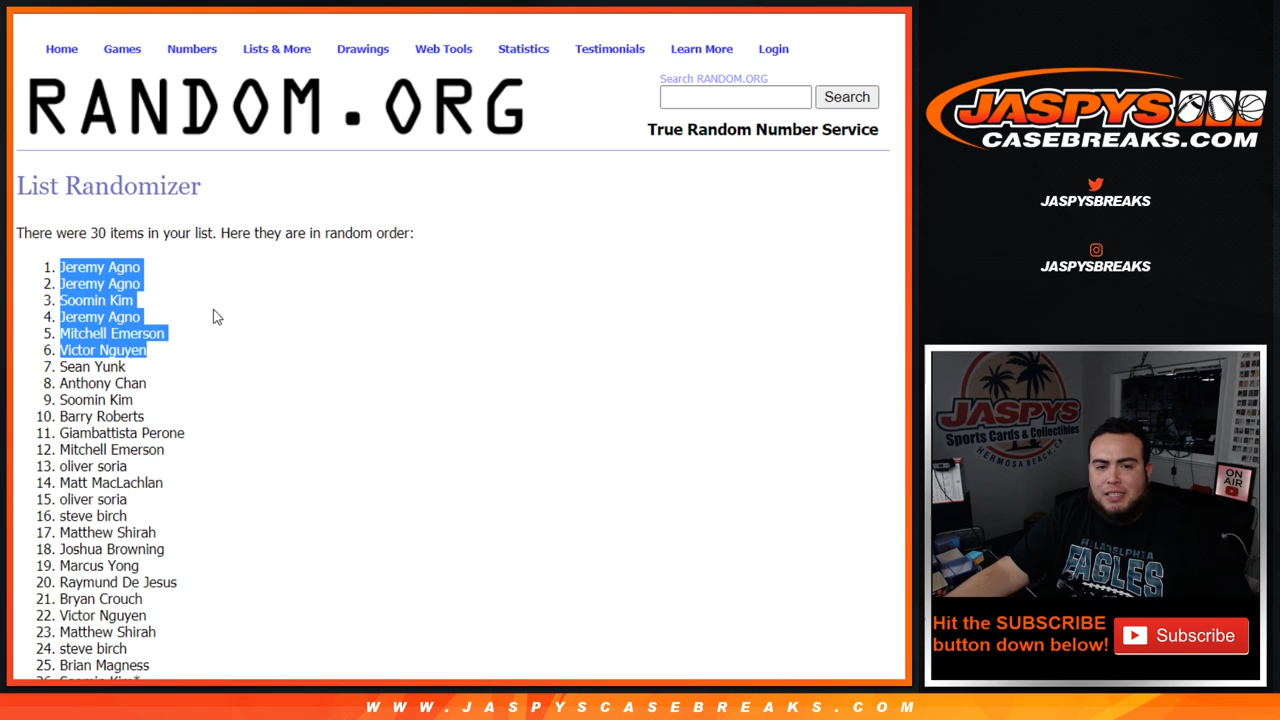 Home Games Numbers Lists & More Drawings Web Tools Statistics Testimonials Learn More Login
RANDOM.ORG
Search RANDOM.ORG
Search
True Random Number Service
List Randomizer
There were 30 items in your list. Here they are in random order:
1. Jeremy Agno
2. Jeremy Agno
3. Soomin Kim
4. Jeremy Agno
5. Mitchell Emerson
6. Victor Nguyen
7. Sean Yunk
8. Anthony Chan
9. Soomin Kim
10. Barry Roberts
11. Giambattista Perone
12. Mitchell Emerson
13. oliver soria
14. Matt MacLachlan
15. oliver soria
16. steve birch
17. Matthew Shirah
18. Joshua Browning
19. Marcus Yong
20. Raymund De Jesus
21. Bryan Crouch
22. Victor Nguyen
23. Matthew Shirah
24. steve birch
25. Brian Magness
JASPYS
CASEBREAKS.COM
JASPYSBREAKS
JASPYSBREAKS
JASPYS
Sports Cards & Collectibles
HERMOSA BEACH, CA
ON
AIR
PHILADELPHIA
EAGLES
Hit the SUBSCRIBE
button down below!
Subscribe
WWW.JASPYSCASEBREAKS.COM